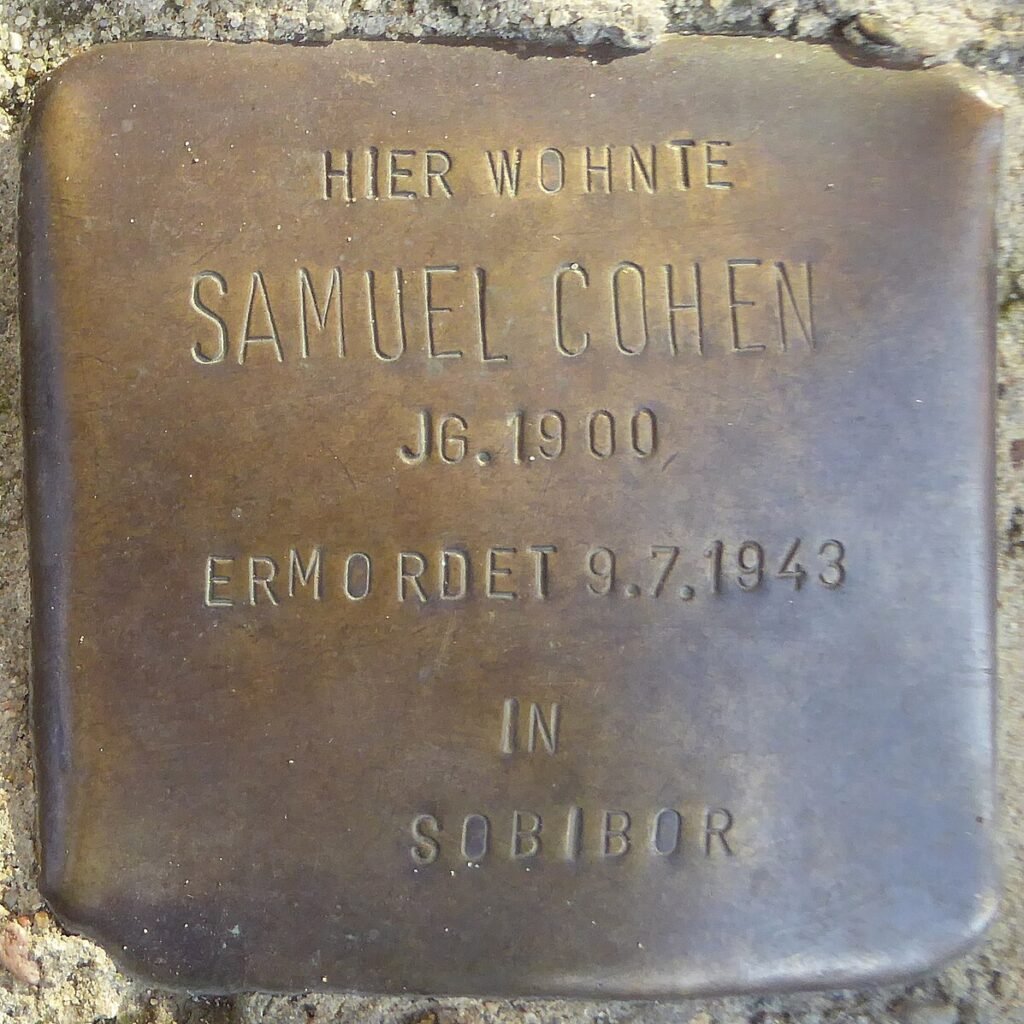 HIER WOHNTE
SAMUEL COHEN
JG. 1900
ERMORDET 9.7.1943
IN
SOBIBOR